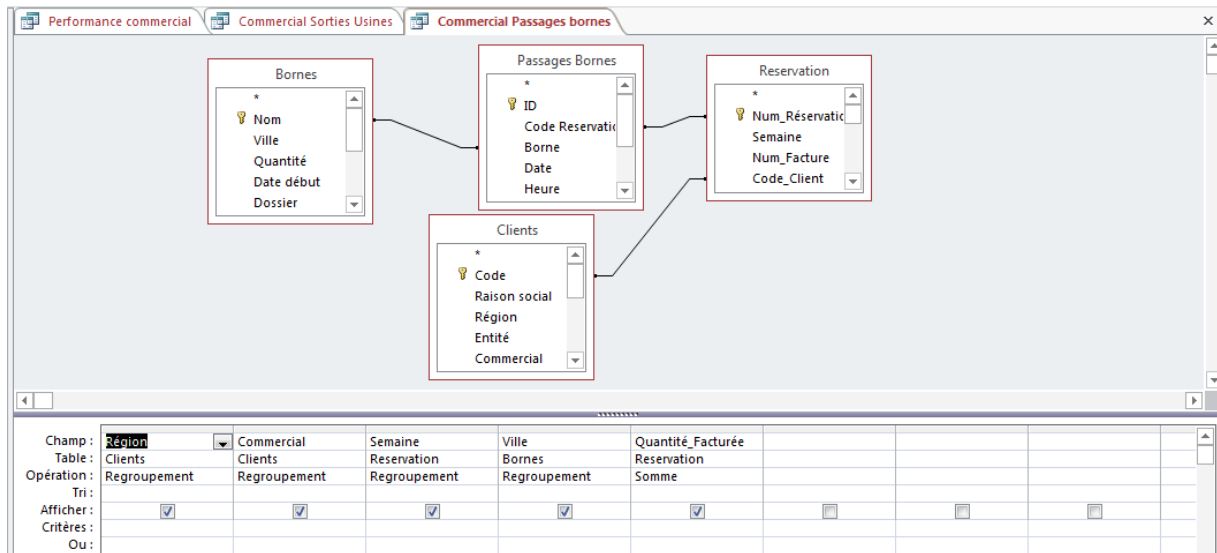 Performance commercial
Commercial Sorties Usines
Commercial Passages bornes
Bornes
*
Nom
Ville
Quantité
Date début
Dossier
Passages Bornes
*
ID
Code Reservatio
Borne
Date
Heure
Reservation
*
Num_Réservatio
Semaine
Num_Facture
Code_Client
Clients
*
Code
Raison social
Région
Entité
Commercial
Champ : Région Commercial Semaine Ville Quantité_Facturée
Table : Clients Clients Reservation Bornes Reservation
Opération : Regroupement Regroupement Regroupement Regroupement Somme
Tri :
Afficher :
Critères :
Ou :